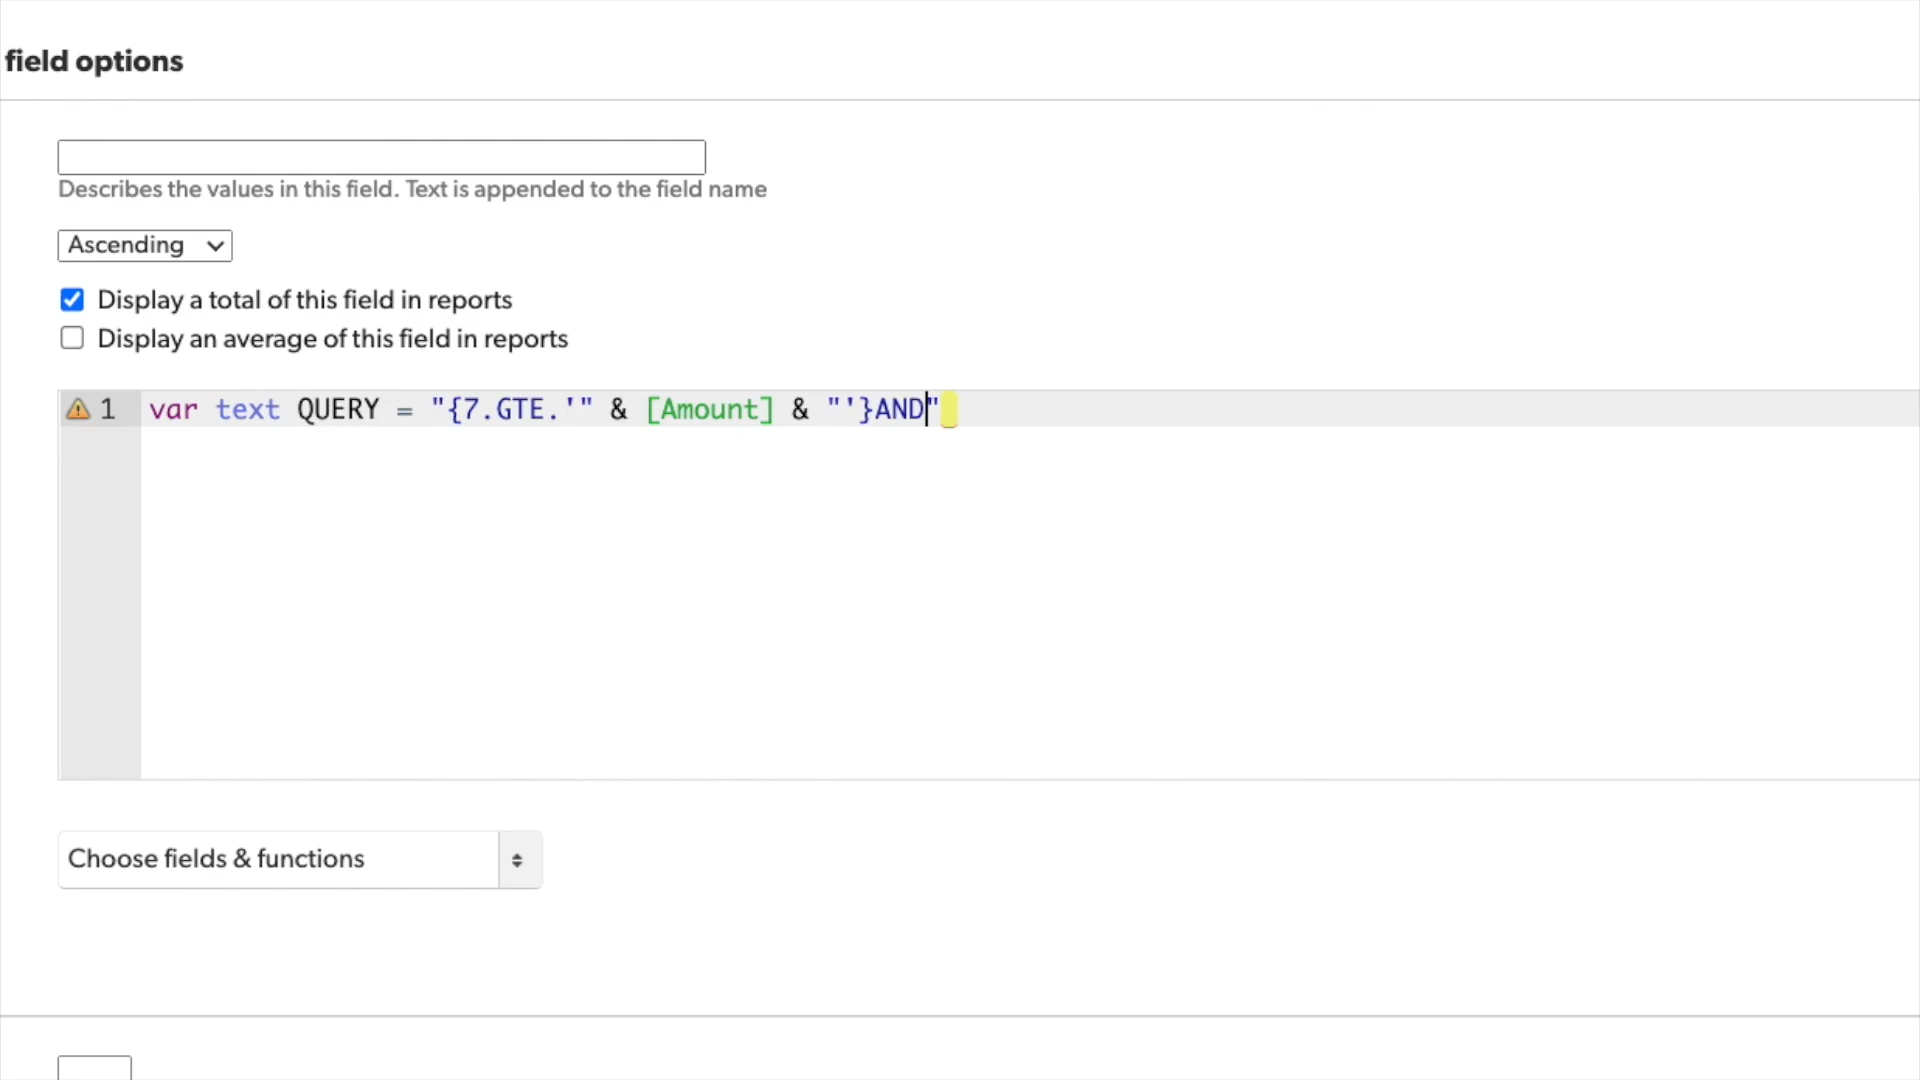 field options
Describes the values in this field. Text is appended to the field name
Ascending
Display a total of this field in reports
Display an average of this field in reports
1 var text QUERY = "{7.GTE.'" & [Amount] & "'}AND"
Choose fields & functions